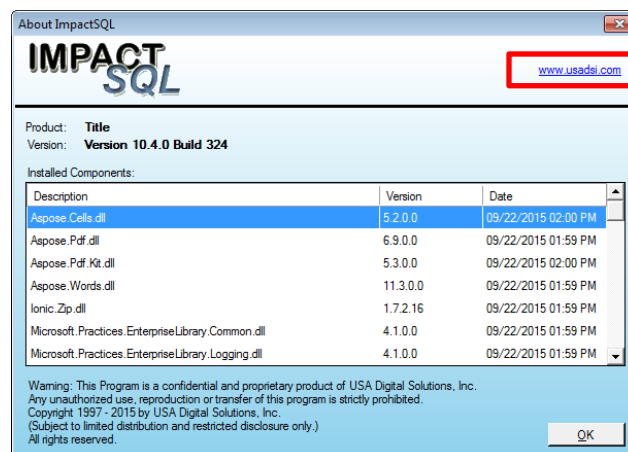 About ImpactSQL
IMPACT
SQL
www.usadsi.com
Product: Title
Version: Version 10.4.0 Build 324
Installed Components:
Description Version Date
Aspose.Cells.dll 5.2.0.0 09/22/2015 02:00 PM
Aspose.Pdf.dll 6.9.0.0 09/22/2015 01:59 PM
Aspose.Pdf.Kit.dll 5.3.0.0 09/22/2015 02:00 PM
Aspose.Words.dll 11.3.0.0 09/22/2015 01:59 PM
Ionic.Zip.dll 1.7.2.16 09/22/2015 01:59 PM
Microsoft.Practices.EnterpriseLibrary.Common.dll 4.1.0.0 09/22/2015 01:59 PM
Microsoft.Practices.EnterpriseLibrary.Logging.dll 4.1.0.0 09/22/2015 01:59 PM
Warning: This Program is a confidential and proprietary product of USA Digital Solutions, Inc.
Any unauthorized use, reproduction or transfer of this program is strictly prohibited.
Copyright 1997 - 2015 by USA Digital Solutions, Inc.
(Subject to limited distribution and restricted disclosure only.)
All rights reserved.
OK